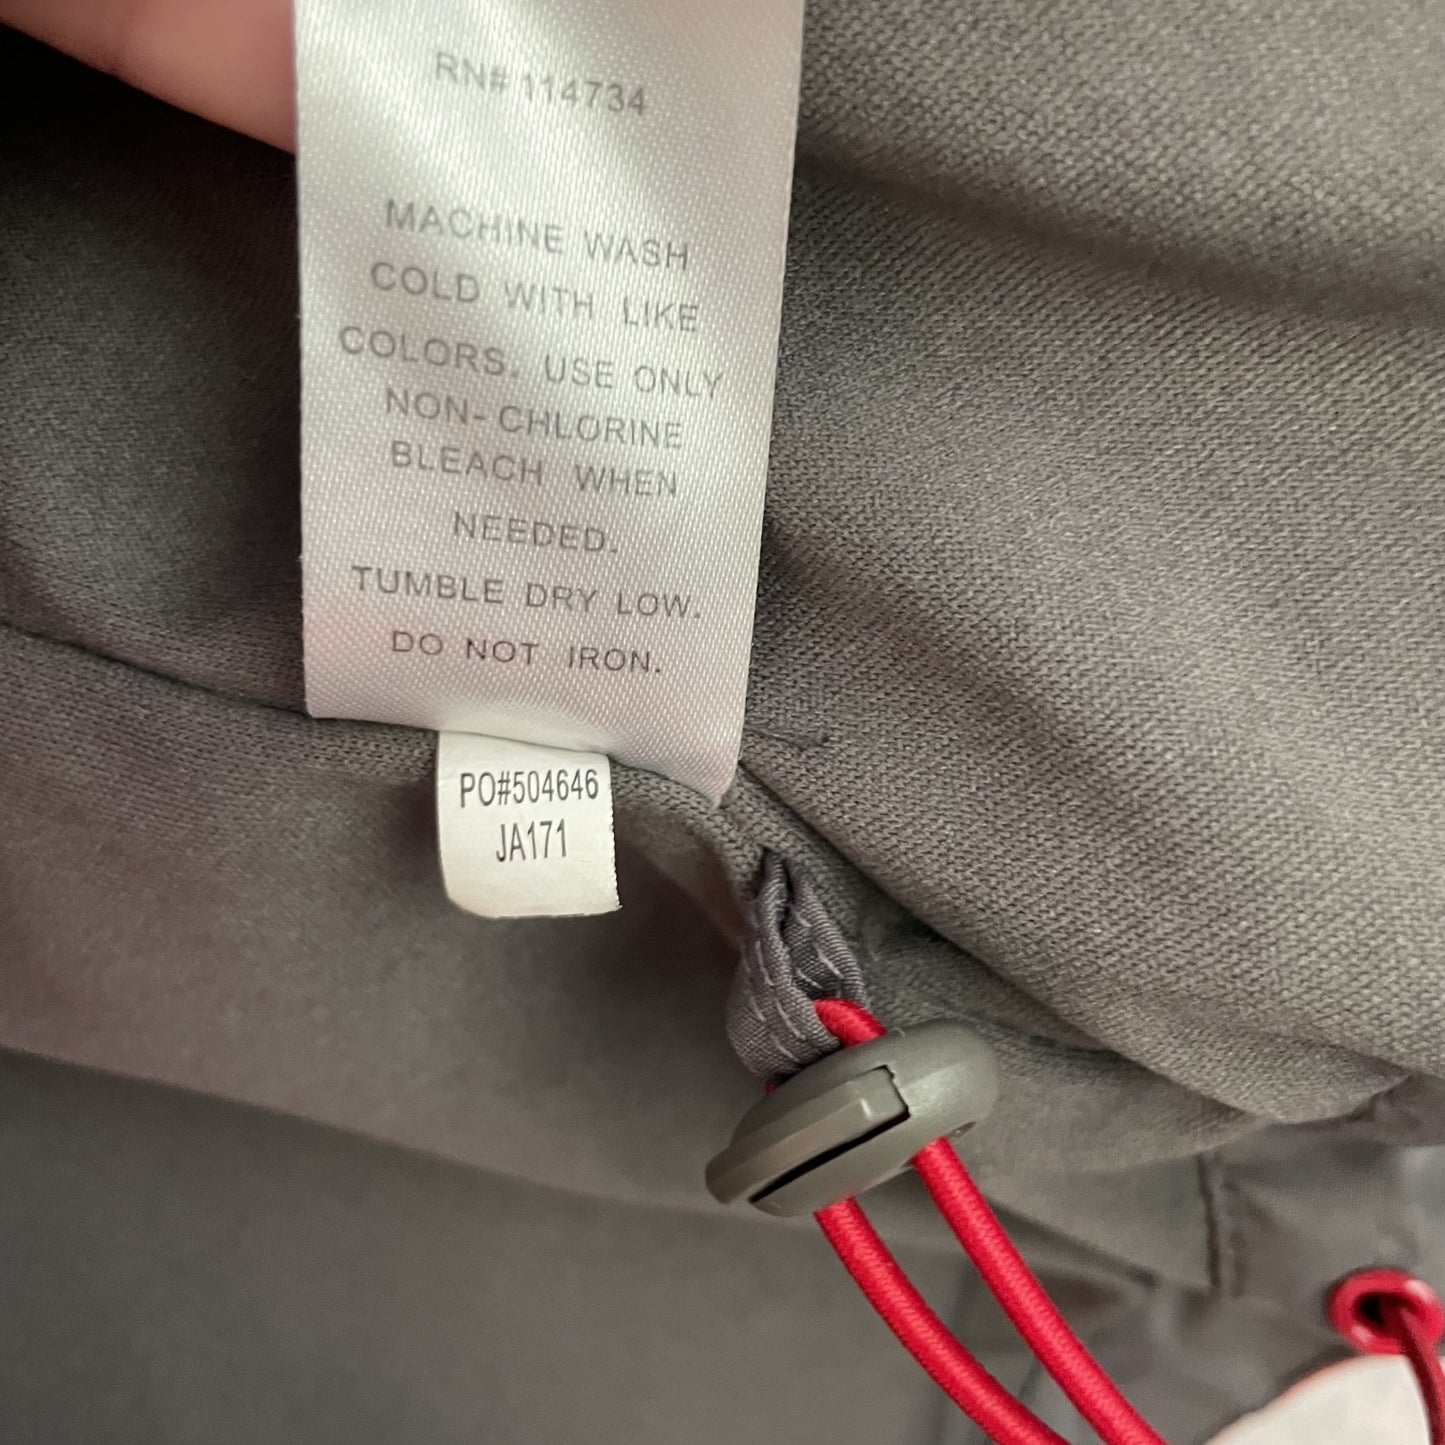 RN# 114734
MACHINE WASH
COLD WITH LIKE
COLORS. USE ONLY
NON-CHLORINE
BLEACH WHEN
NEEDED.
TUMBLE DRY LOW.
DO NOT IRON.
PO#504646
JA171